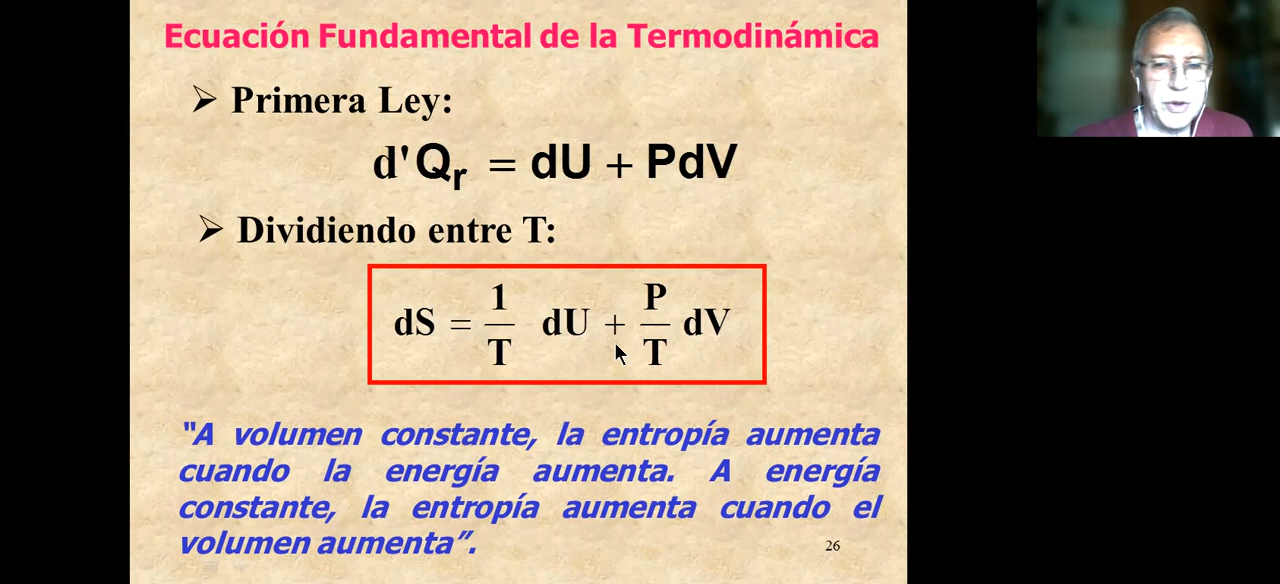 Ecuación Fundamental de la Termodinámica
➢ Primera Ley:
d'Qr = dU + PdV
➢ Dividiendo entre T:
dS = 1/T dU + P/T dV
“A volumen constante, la entropía aumenta
cuando la energía aumenta. A energía
constante, la entropía aumenta cuando el
volumen aumenta”.
26